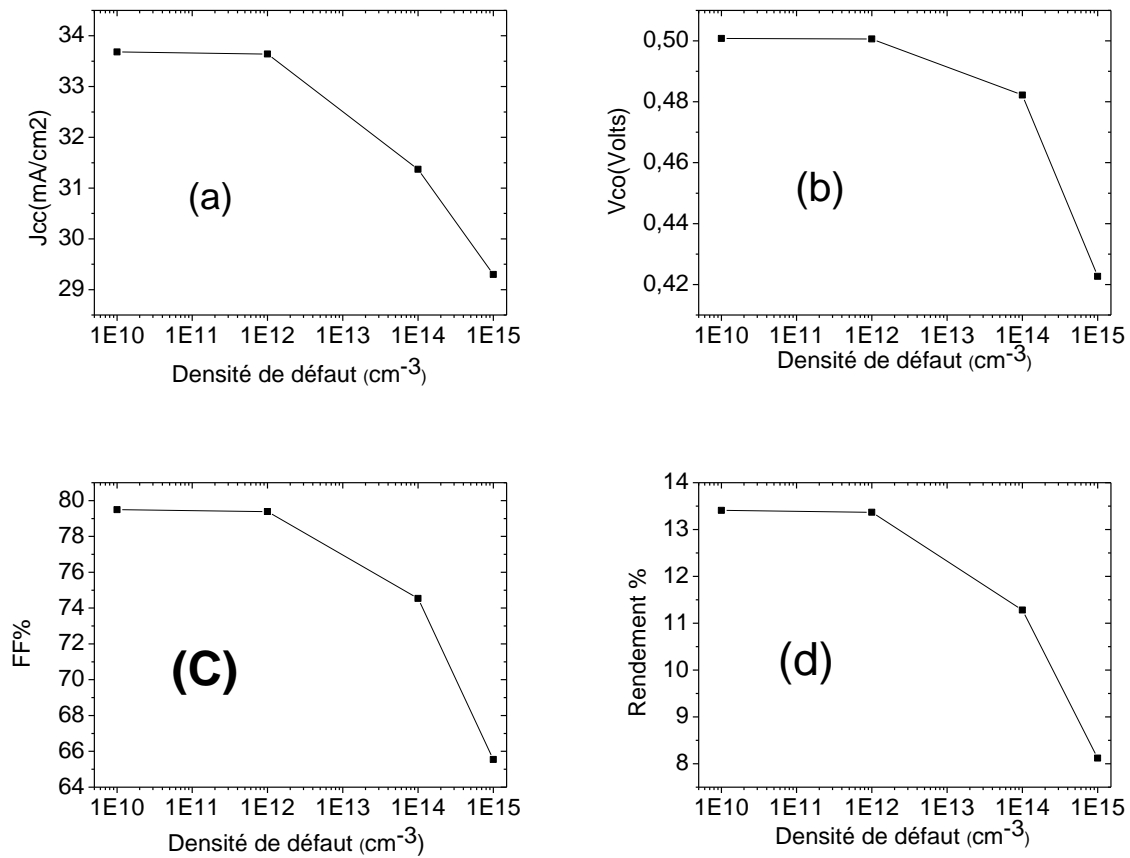 34
33
32
31
30
29
Jcc(mA/cm2)
(a)
1E10 1E11 1E12 1E13 1E14 1E15
Densité de défaut (cm-3)
0,50
0,48
0,46
0,44
0,42
Vco(Volts)
(b)
1E10 1E11 1E12 1E13 1E14 1E15
Densité de défaut (cm-3)
80
78
76
74
72
70
68
66
64
FF%
(C)
1E10 1E11 1E12 1E13 1E14 1E15
Densité de défaut (cm-3)
14
13
12
11
10
9
8
Rendement %
(d)
1E10 1E11 1E12 1E13 1E14 1E15
Densité de défaut (cm-3)